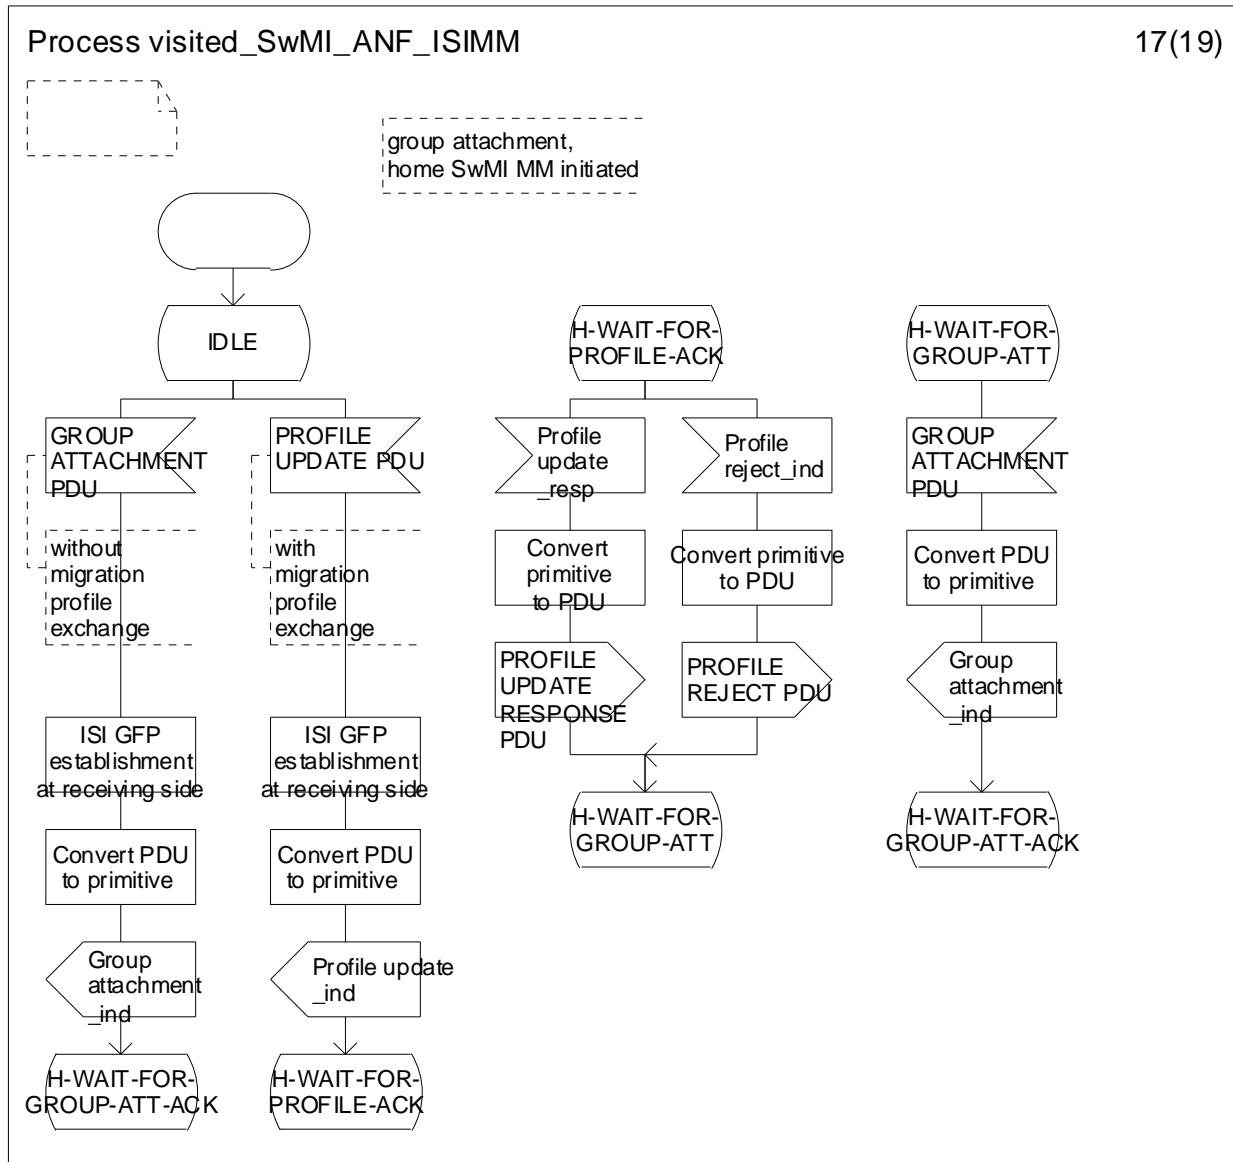 Process visited_SwMI_ANF_ISIMM
17(19)
group attachment,
home SwMI MM initiated
IDLE
GROUP
ATTACHMENT
PDU
without
migration
profile
exchange
ISI GFP
establishment
at receiving side
Convert PDU
to primitive
Group
attachment
_ind
H-WAIT-FOR-
GROUP-ATT-ACK
PROFILE
UPDATE PDU
with
migration
profile
exchange
ISI GFP
establishment
at receiving side
Convert PDU
to primitive
Profile update
_ind
H-WAIT-FOR-
PROFILE-ACK
H-WAIT-FOR-
PROFILE-ACK
Profile
update
_resp
Convert
primitive
to PDU
PROFILE
UPDATE
RESPONSE
PDU
Profile
reject_ind
Convert primitive
to PDU
PROFILE
REJECT PDU
H-WAIT-FOR-
GROUP-ATT
H-WAIT-FOR-
GROUP-ATT
GROUP
ATTACHMENT
PDU
Convert PDU
to primitive
Group
attachment
_ind
H-WAIT-FOR-
GROUP-ATT-ACK